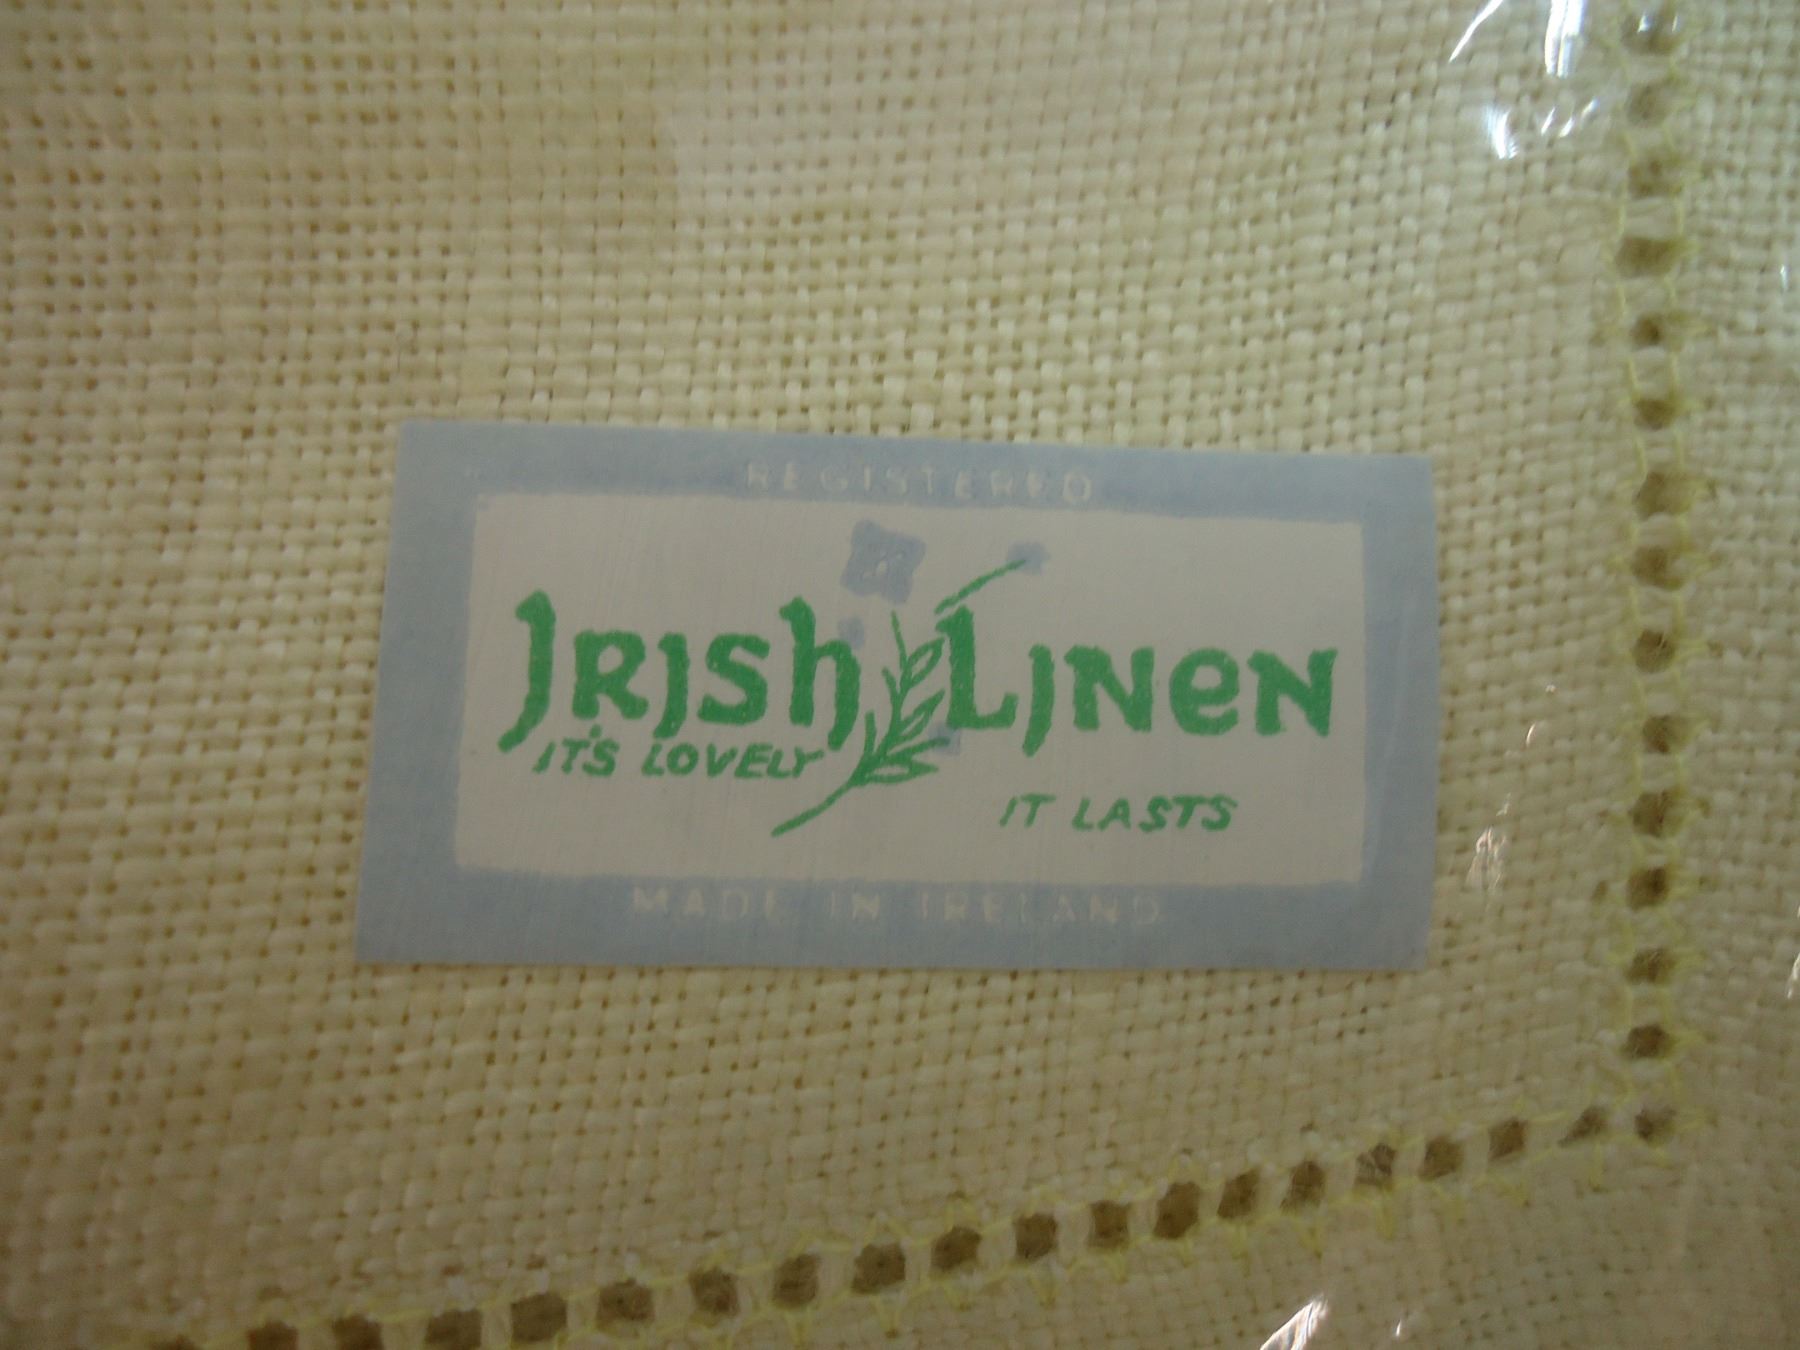 REGISTERED
IRISH LINEN
IT'S LOVELY
IT LASTS
MADE IN IRELAND